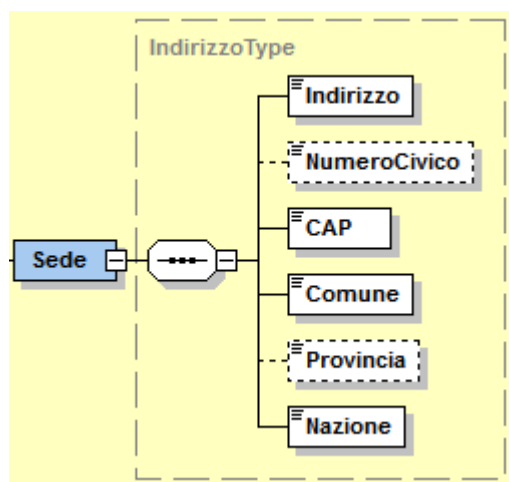 IndirizzoType
Indirizzo
NumeroCivico
CAP
Sede
Comune
Provincia
Nazione